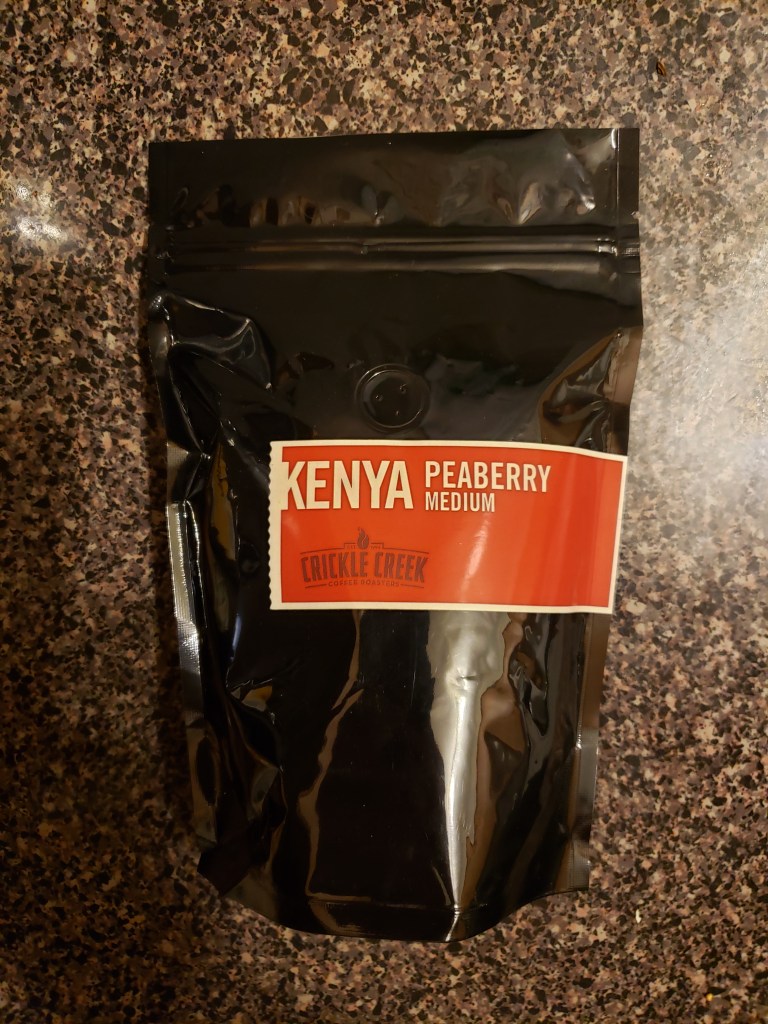 KENYA PEABERRY
MEDIUM
CRICKLE CREEK
COFFEE ROASTERS